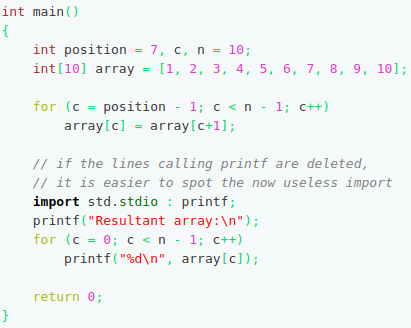 int main()
{
    int position = 7, c, n = 10;
    int[10] array = [1, 2, 3, 4, 5, 6, 7, 8, 9, 10];

    for (c = position - 1; c < n - 1; c++)
        array[c] = array[c+1];

    // if the lines calling printf are deleted,
    // it is easier to spot the now useless import
    import std.stdio : printf;
    printf("Resultant array:\n");
    for (c = 0; c < n - 1; c++)
        printf("%d\n", array[c]);

    return 0;
}